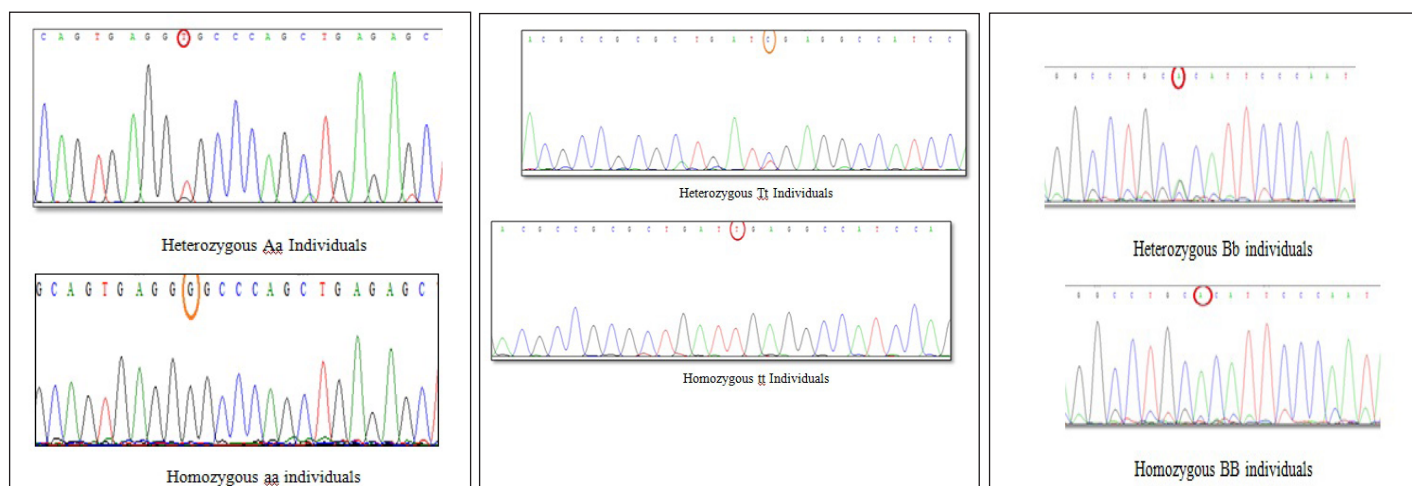 C A G T G A G G T G C C C A G C T G A G A G C
Heterozygous Aa Individuals
G C A G T G A G G G G C C C A G C T G A G A G C
Homozygous aa individuals
A C G C C G C G C T G A T C G A G G C C A T C C
Heterozygous Tt Individuals
A C G C C G C G C T G A T T G A G G C C A T C C A
Homozygous tt Individuals
G G C C T G C A C A T T C C C A A T
Heterozygous Bb individuals
G G C C T G C A C A T T C C C A A T
Homozygous BB individuals